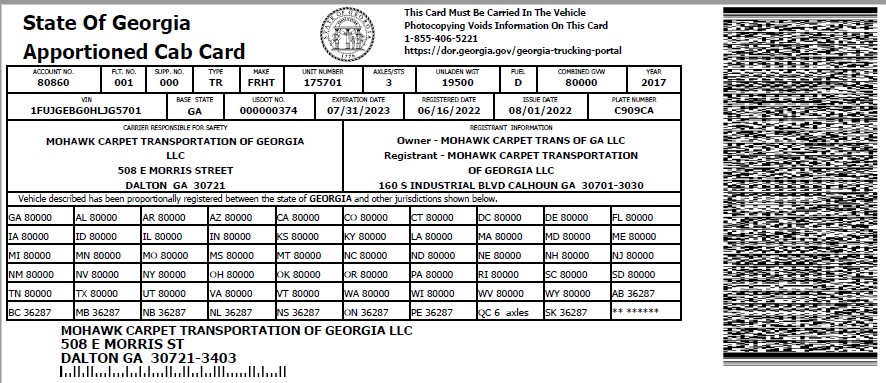 State Of Georgia
Apportioned Cab Card
STATE OF GEORGIA
1776
This Card Must Be Carried In The Vehicle
Photocopying Voids Information On This Card
1-855-406-5221
https://dor.georgia.gov/georgia-trucking-portal
ACCOUNT NO. FLT. NO. SUPP. NO. TYPE MAKE UNIT NUMBER AXLES/STS UNLADEN WGT FUEL COMBINED GVW YEAR
80860 001 000 TR FRHT 175701 3 19500 D 80000 2017
VIN BASE STATE USDOT NO. EXPIRATION DATE REGISTERED DATE ISSUE DATE PLATE NUMBER
1FUJGEBG0HLJG5701 GA 000000374 07/31/2023 06/16/2022 08/01/2022 C909CA
CARRIER RESPONSIBLE FOR SAFETY
MOHAWK CARPET TRANSPORTATION OF GEORGIA
LLC
508 E MORRIS STREET
DALTON GA 30721
REGISTRANT INFORMATION
Owner - MOHAWK CARPET TRANS OF GA LLC
Registrant - MOHAWK CARPET TRANSPORTATION
OF GEORGIA LLC
160 S INDUSTRIAL BLVD CALHOUN GA 30701-3030
Vehicle described has been proportionally registered between the state of GEORGIA and other jurisdictions shown below.
GA 80000 AL 80000 AR 80000 AZ 80000 CA 80000 CO 80000 CT 80000 DC 80000 DE 80000 FL 80000
IA 80000 ID 80000 IL 80000 IN 80000 KS 80000 KY 80000 LA 80000 MA 80000 MD 80000 ME 80000
MI 80000 MN 80000 MO 80000 MS 80000 MT 80000 NC 80000 ND 80000 NE 80000 NH 80000 NJ 80000
NM 80000 NV 80000 NY 80000 OH 80000 OK 80000 OR 80000 PA 80000 RI 80000 SC 80000 SD 80000
TN 80000 TX 80000 UT 80000 VA 80000 VT 80000 WA 80000 WI 80000 WV 80000 WY 80000 AB 36287
BC 36287 MB 36287 NB 36287 NL 36287 NS 36287 ON 36287 PE 36287 QC 6 axles SK 36287 ** ******
MOHAWK CARPET TRANSPORTATION OF GEORGIA LLC
508 E MORRIS ST
DALTON GA 30721-3403